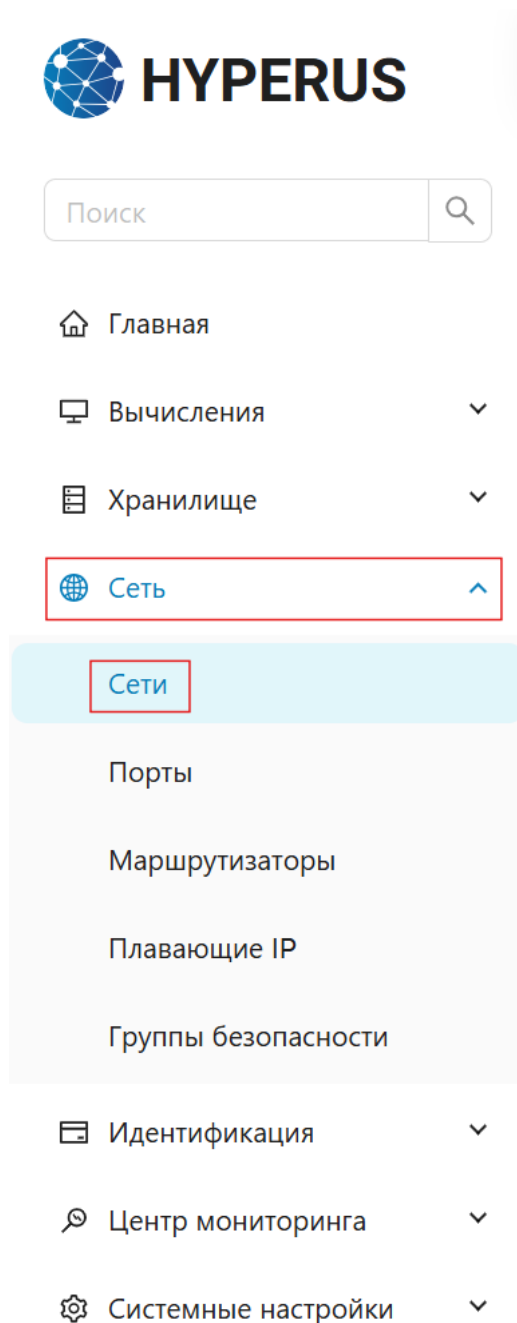 HYPERUS
Поиск
Главная
Вычисления
Хранилище
Сеть
Сети
Порты
Маршрутизаторы
Плавающие IP
Группы безопасности
Идентификация
Центр мониторинга
Системные настройки